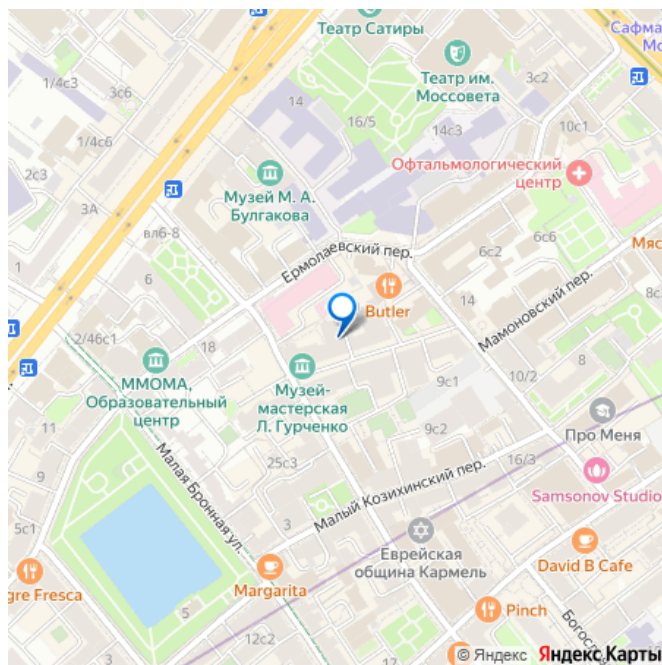 Театр Сатиры
Сафма
Мо
1/4с3
3с6
14
16/5
Театр им.
Моссовета
3с2
1/4с6
14с3
10с1
2с3
Офтальмологический
центр
Музей М. А.
Булгакова
3А
вл6-8
Ермолаевский пер.
6с2
6с6
Мяс
1
6
Butler
14
Мамоновский пер.
8с2
2/46с1
18
ММОМА,
Образовательный
центр
Музей-
мастерская
Л. Гурченко
9с1
10/2
8
11
9с2
Про Меня
Малая Бронная ул.
25с3
16/3
9
Малый Козихинский пер.
Samsonov Studio
5с1
3
Еврейская
община Кармель
David B Cafe
gre Fresca
Margarita
5
Pinch
Богосло
12с2
© Яндекс Яндекс Карты